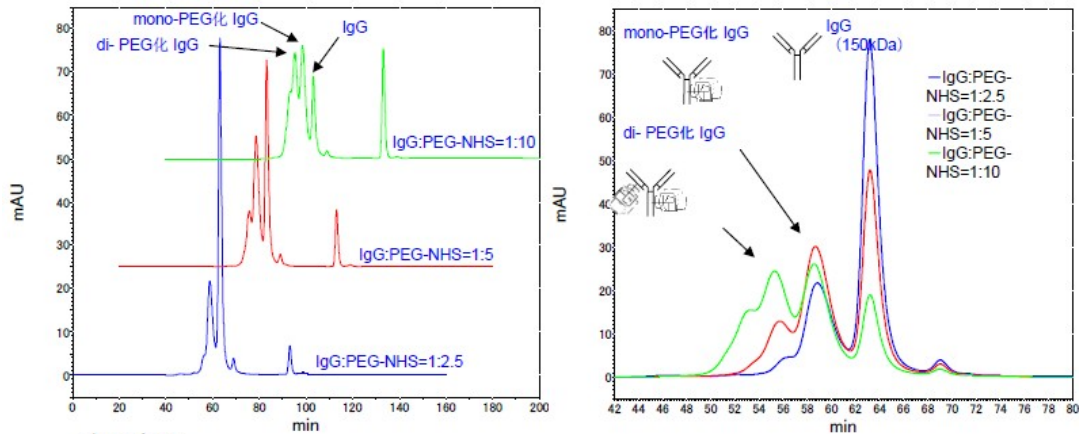 mono-PEG化 IgG
IgG
di- PEG化 IgG
IgG:PEG-NHS=1:10
IgG:PEG-NHS=1:5
IgG:PEG-NHS=1:2.5
mAU
80
70
60
50
40
30
20
10
0
0 20 40 60 80 100 120 140 160 180 200
min
mono-PEG化 IgG
IgG
(150kDa)
di- PEG化 IgG
IgG:PEG-
NHS=1:2.5
IgG:PEG-
NHS=1:5
IgG:PEG-
NHS=1:10
mAU
80
70
60
50
40
30
20
10
0
42 44 46 48 50 52 54 56 58 60 62 64 66 68 70 72 74 76 78 80
min